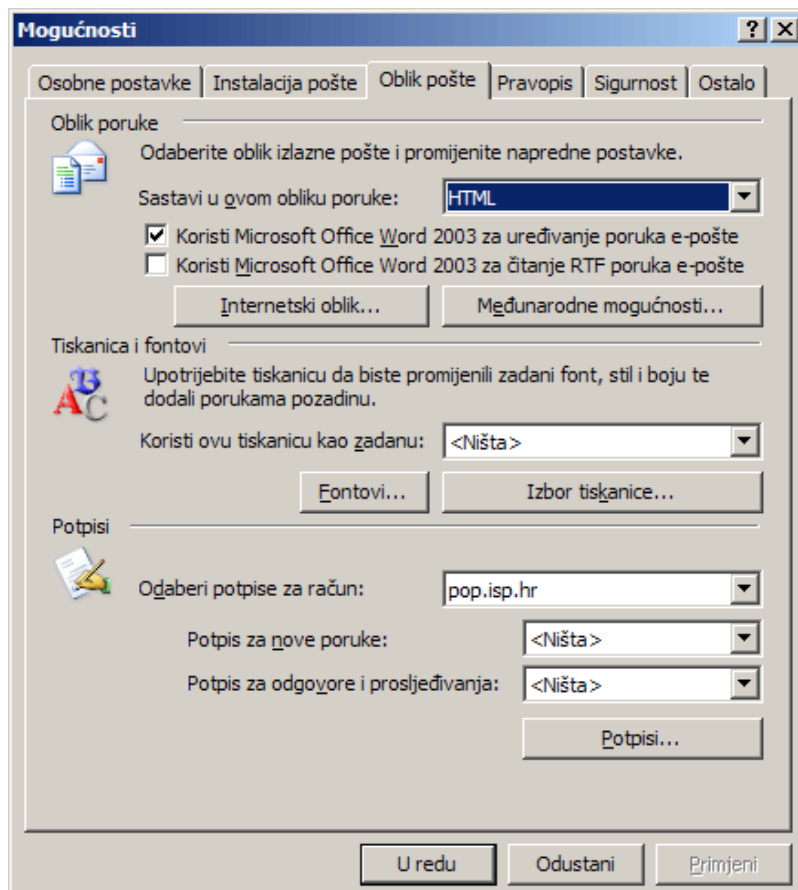 Mogućnosti
Osobne postavke
Instalacija pošte
Oblik pošte
Pravopis
Sigurnost
Ostalo
Oblik poruke
Odaberite oblik izlazne pošte i promijenite napredne postavke.
Sastavi u ovom obliku poruke:
HTML
Koristi Microsoft Office Word 2003 za uređivanje poruka e-pošte
Koristi Microsoft Office Word 2003 za čitanje RTF poruka e-pošte
Internetski oblik...
Međunarodne mogućnosti...
Tiskanica i fontovi
Upotrijebite tiskanicu da biste promijenili zadani font, stil i boju te
dodali porukama pozadinu.
Koristi ovu tiskanicu kao zadanu:
<Ništa>
Fontovi...
Izbor tiskanice...
Potpisi
Odaberi potpise za račun:
pop.isp.hr
Potpis za nove poruke:
<Ništa>
Potpis za odgovore i prosljeđivanja:
<Ništa>
Potpisi...
U redu
Odustani
Primjeni